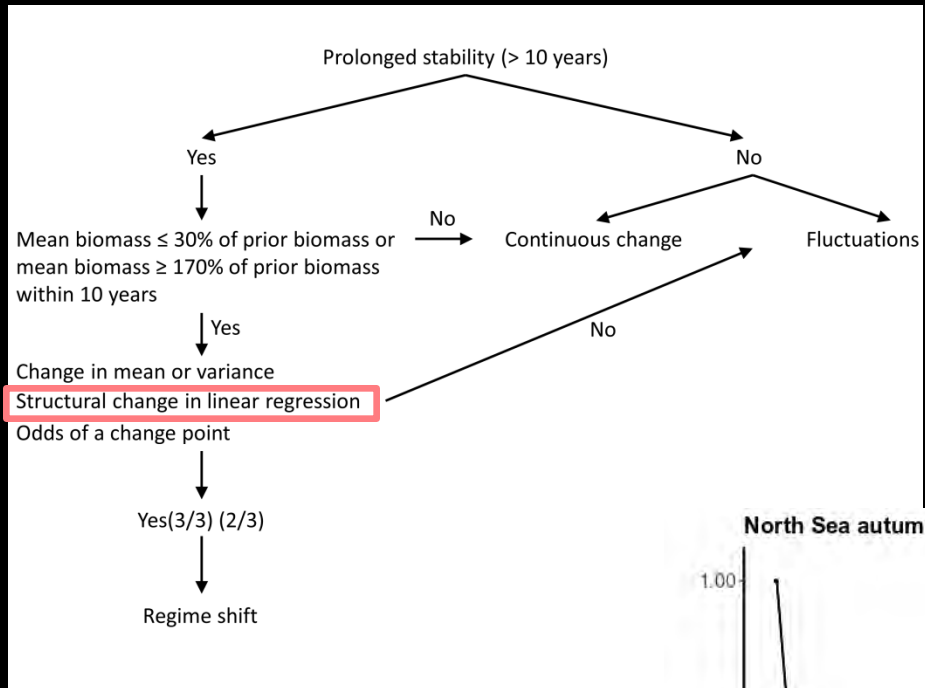 Prolonged stability (> 10 years)
Yes
No
Mean biomass ≤ 30% of prior biomass or
mean biomass ≥ 170% of prior biomass
within 10 years
No
Continuous change
Fluctuations
Yes
No
Change in mean or variance
Structural change in linear regression
Odds of a change point
Yes(3/3) (2/3)
Regime shift
North Sea autum
1.00